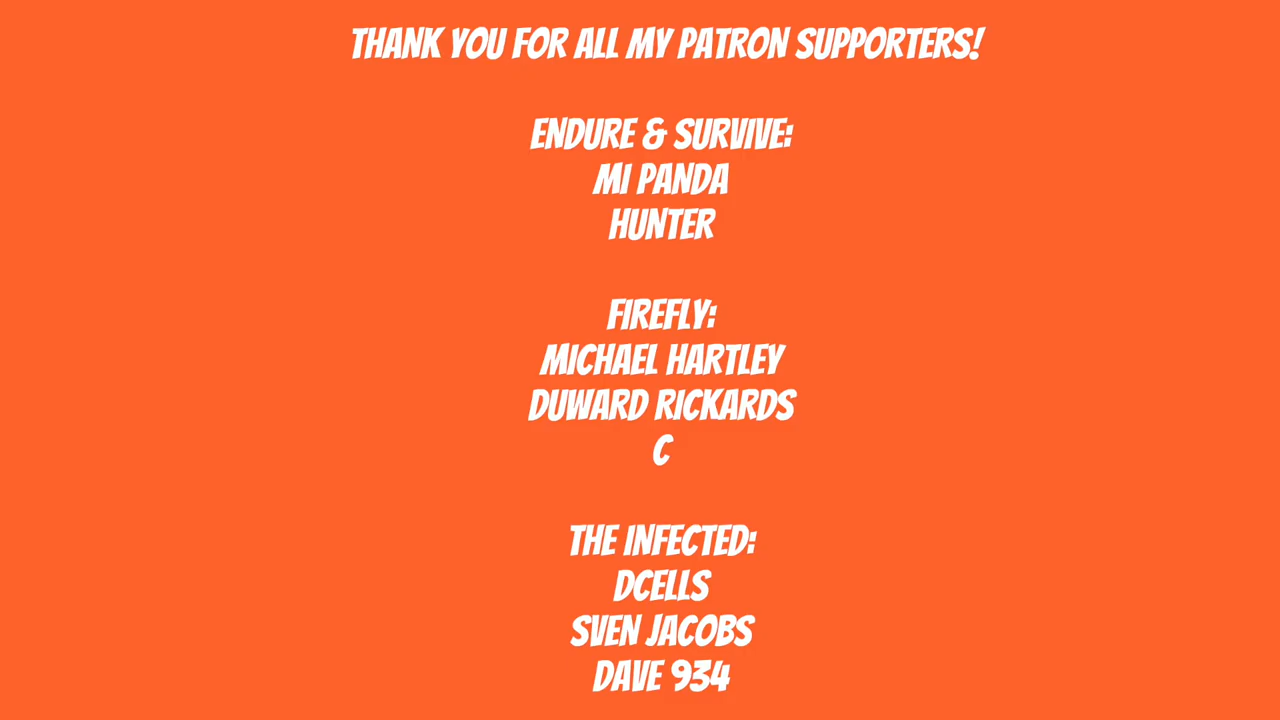 THANK YOU FOR ALL MY PATRON SUPPORTERS!
ENDURE & SURVIVE:
MI PANDA
HUNTER
FIREFLY:
MICHAEL HARTLEY
DUWARD RICKARDS
C
THE INFECTED:
DCELLS
SVEN JACOBS
DAVE 934